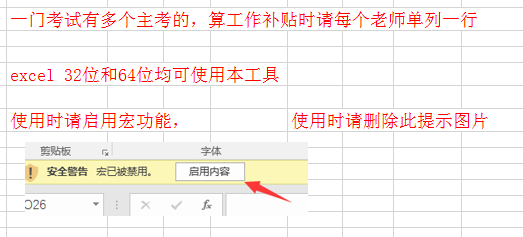 一门考试有多个主考的，算工作补贴时请每个老师单列一行
excel 32位和64位均可使用本工具
使用时请启用宏功能， 使用时请删除此提示图片
剪贴板 字体
安全警告 宏已被禁用。 启用内容
O26 fx